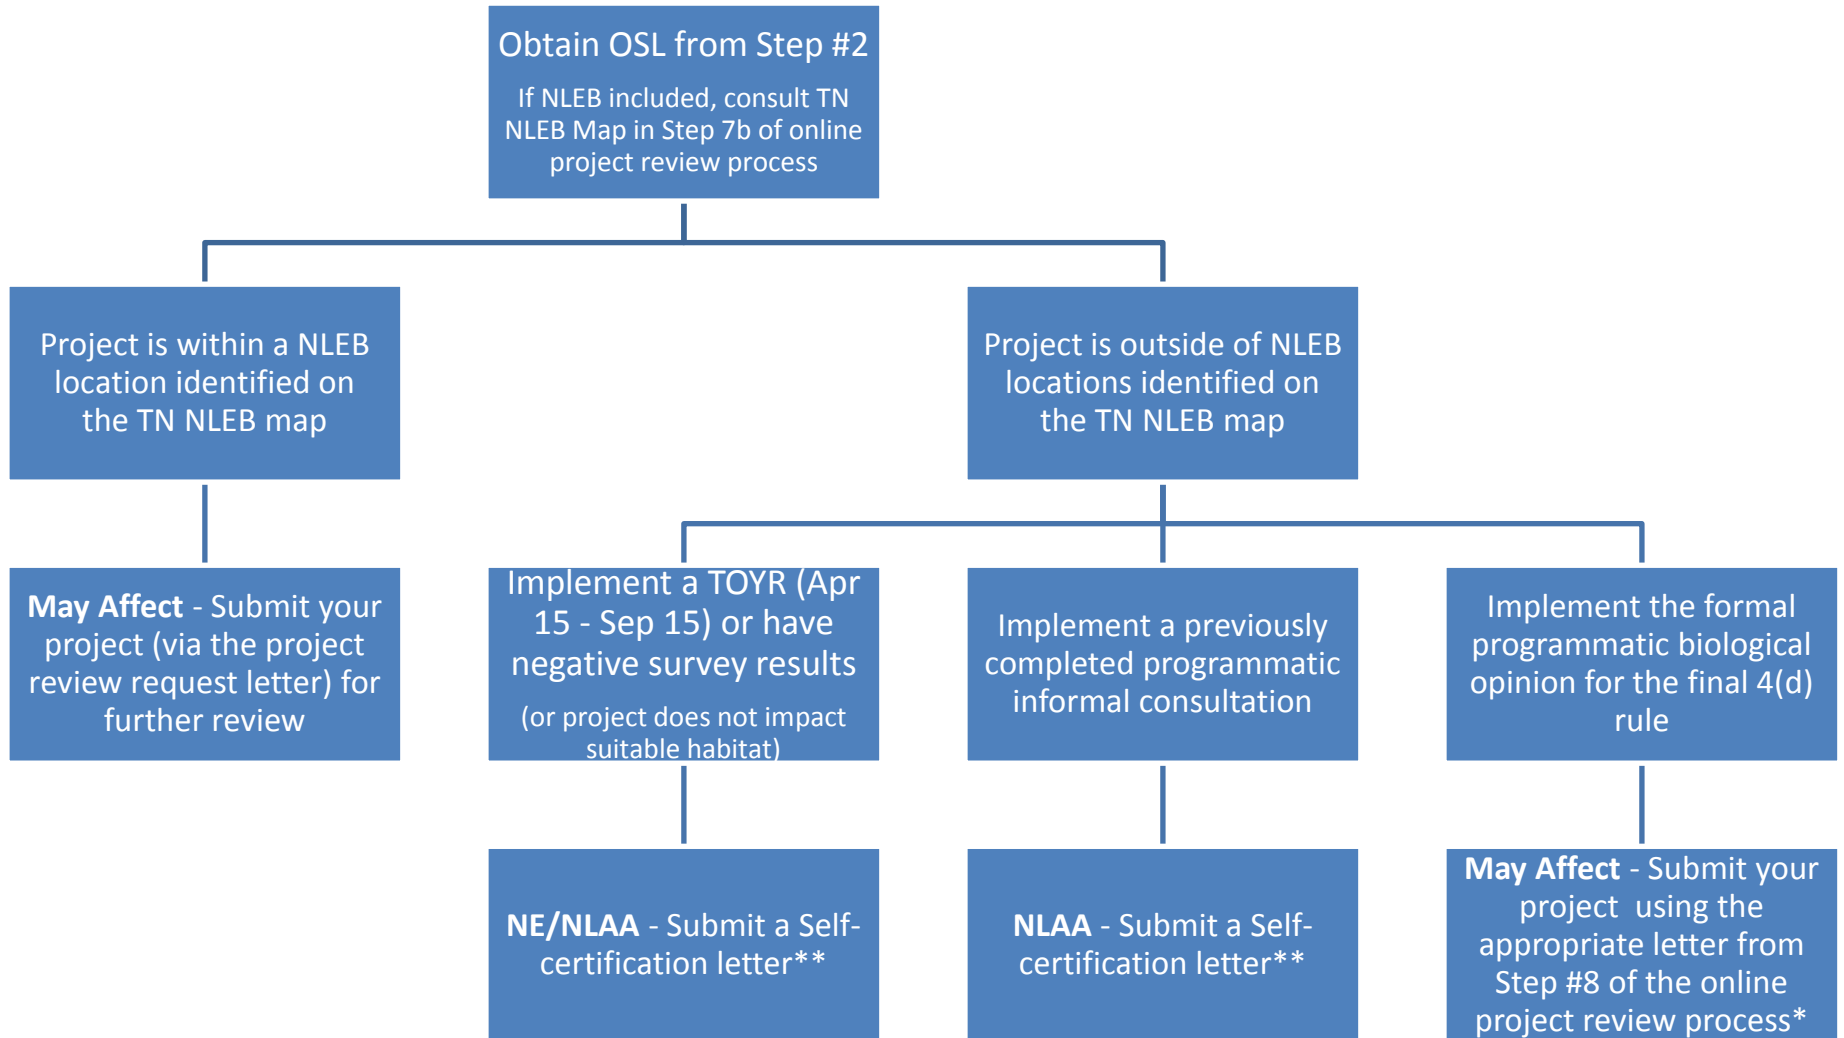 Obtain OSL from Step #2
If NLEB included, consult TN
NLEB Map in Step 7b of online
project review process
Project is within a NLEB
location identified on
the TN NLEB map
Project is outside of NLEB
locations identified on
the TN NLEB map
May Affect - Submit your
project (via the project
review request letter) for
further review
Implement a TOYR (Apr
15 - Sep 15) or have
negative survey results
(or project does not impact
suitable habitat)
Implement a previously
completed programmatic
informal consultation
Implement the formal
programmatic biological
opinion for the final 4(d)
rule
NE/NLAA - Submit a Self-
certification letter**
NLAA - Submit a Self-
certification letter**
May Affect - Submit your
project using the
appropriate letter from
Step #8 of the online
project review process*